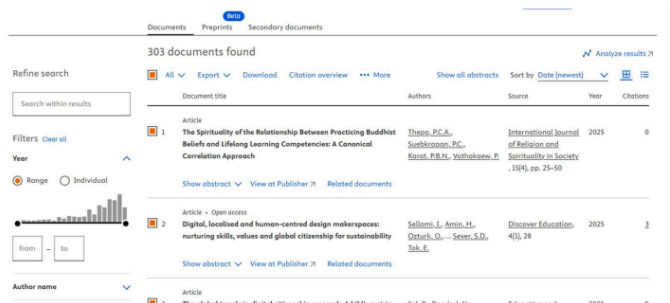 Beta
Documents Preprints Secondary documents
303 documents found
Analyze results
Refine search
All Export Download Citation overview ••• More Show all abstracts Sort by Date (newest)
Document title Authors Source Year Citations
Search within results
Article
1 The Spirituality of the Relationship Between Practicing Buddhist Beliefs and Lifelong Learning Competencies: A Canonical Correlation Approach
Thepa, P.C.A., Suebkrapan, P.C., Karat, P.B.N., Vathakaew, P.
International Journal of Religion and Spirituality in Society, 15(4), pp. 25–50
2025 0
Filters Clear all
Year
Range Individual
Show abstract View at Publisher Related documents
Article • Open access
2 Digital, localised and human-centred design makerspaces: nurturing skills, values and global citizenship for sustainability
Sellami, I., Amin, H., Ozturk, O., ... Sever, S.D., Tok, E.
Discover Education, 4(1), 28
2025 3
from – to
Show abstract View at Publisher Related documents
Author name
Article